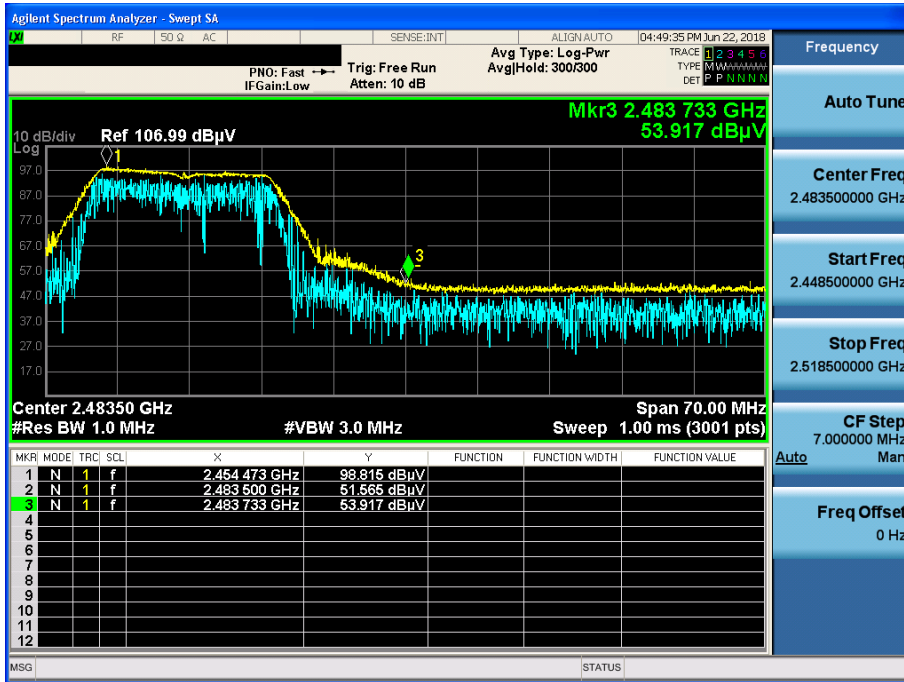 Agilent Spectrum Analyzer - Swept SA
LXI RF 50 Ω AC SENSE:INT ALIGN AUTO 04:49:35 PM Jun 22, 2018
PNO: Fast Trig: Free Run Avg Type: Log-Pwr TRACE 1 2 3 4 5 6
IFGain:Low Atten: 10 dB Avg|Hold: 300/300 TYPE M W
DET P P N N N N
Mkr3 2.483 733 GHz
53.917 dBµV
10 dB/div Ref 106.99 dBµV
Log
1
97.0
87.0
77.0
67.0
3
57.0
47.0
37.0
27.0
17.0
Center 2.48350 GHz Span 70.00 MHz
#Res BW 1.0 MHz #VBW 3.0 MHz Sweep 1.00 ms (3001 pts)
MKR MODE TRC SCL X Y FUNCTION FUNCTION WIDTH FUNCTION VALUE
1 N 1 f 2.454 473 GHz 98.815 dBµV
2 N 1 f 2.483 500 GHz 51.565 dBµV
3 N 1 f 2.483 733 GHz 53.917 dBµV
4
5
6
7
8
9
10
11
12
MSG STATUS
Frequency
Auto Tune
Center Freq
2.483500000 GHz
Start Freq
2.448500000 GHz
Stop Freq
2.518500000 GHz
CF Step
7.000000 MHz
Auto Man
Freq Offset
0 Hz